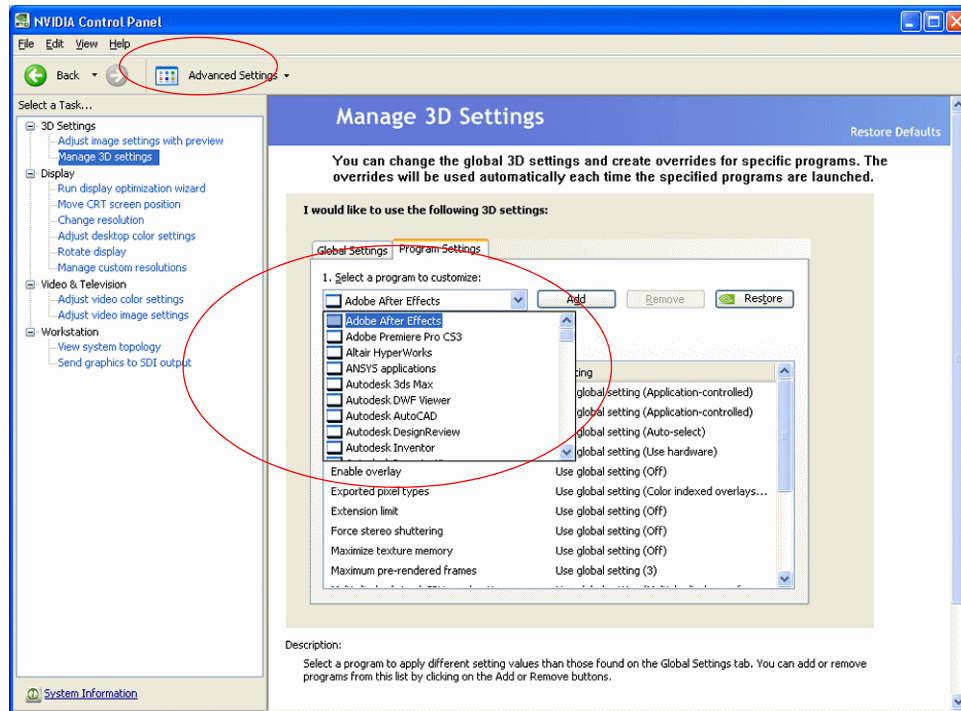 NVIDIA Control Panel
File Edit View Help
Back Advanced Settings
Select a Task...
3D Settings
Adjust image settings with preview
Manage 3D settings
Display
Run display optimization wizard
Move CRT screen position
Change resolution
Adjust desktop color settings
Rotate display
Manage custom resolutions
Video & Television
Adjust video color settings
Adjust video image settings
Workstation
View system topology
Send graphics to SDI output
System Information
Manage 3D Settings
Restore Defaults
You can change the global 3D settings and create overrides for specific programs. The
overrides will be used automatically each time the specified programs are launched.
I would like to use the following 3D settings:
Global Settings Program Settings
1. Select a program to customize:
Adobe After Effects Add Remove Restore
Adobe After Effects
Adobe Premiere Pro CS3
Altair HyperWorks
ANSYS applications
Autodesk 3ds Max
Autodesk DWF Viewer
Autodesk AutoCAD
Autodesk DesignReview
Autodesk Inventor
global setting (Application-controlled)
global setting (Application-controlled)
global setting (Auto-select)
global setting (Use hardware)
Enable overlay Use global setting (Off)
Exported pixel types Use global setting (Color indexed overlays...
Extension limit Use global setting (Off)
Force stereo shuttering Use global setting (Off)
Maximize texture memory Use global setting (Off)
Maximum pre-rendered frames Use global setting (3)
Description:
Select a program to apply different setting values than those found on the Global Settings tab. You can add or remove
programs from this list by clicking on the Add or Remove buttons.